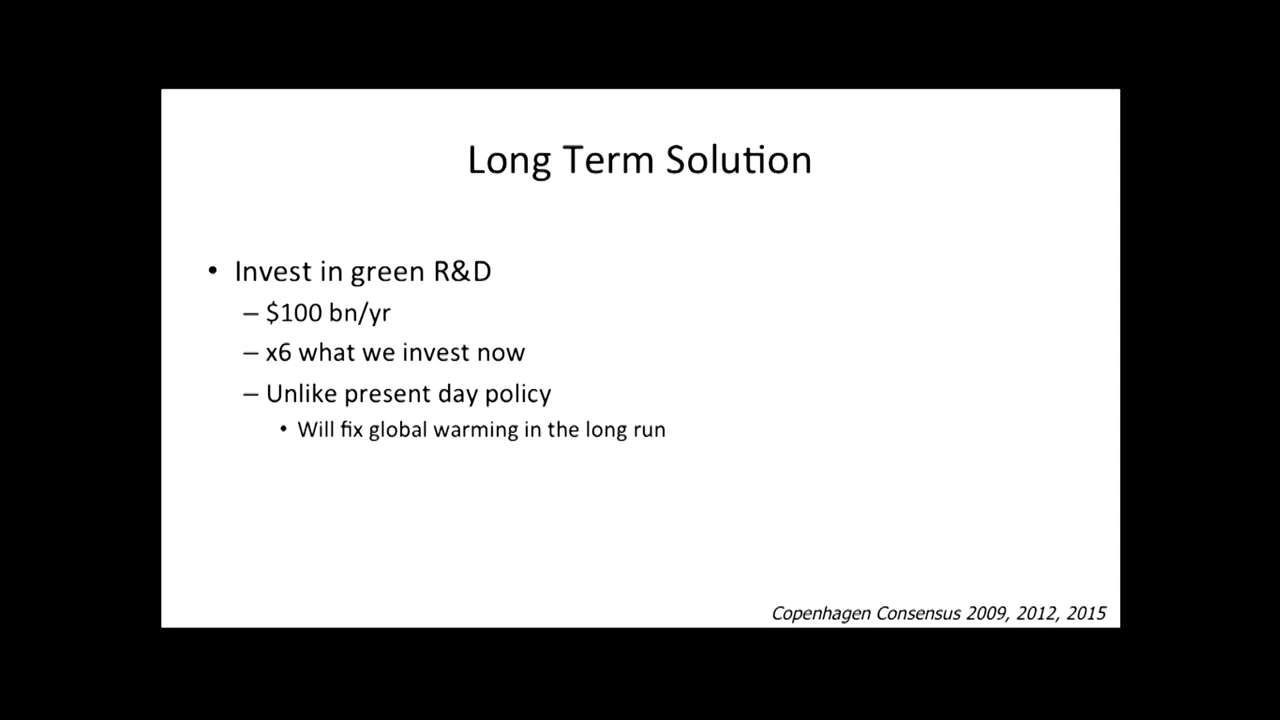 Long Term Solution
• Invest in green R&D
– $100 bn/yr
– x6 what we invest now
– Unlike present day policy
• Will fix global warming in the long run
Copenhagen Consensus 2009, 2012, 2015